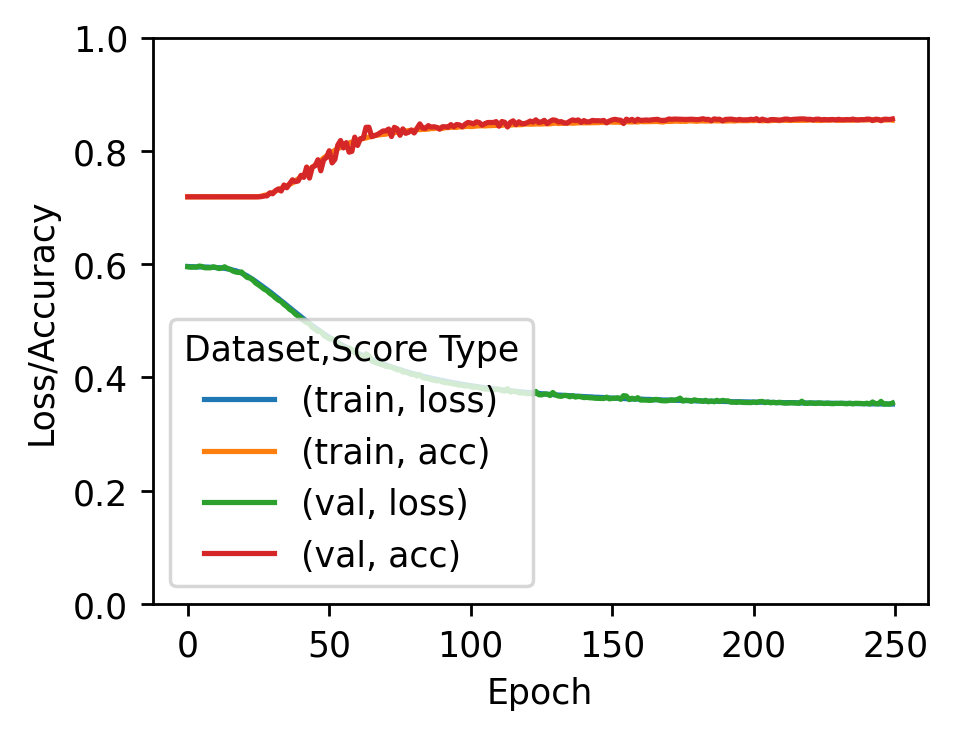 1.0
0.8
0.6
0.4
0.2
0.0
Loss/Accuracy
Dataset,Score Type
(train, loss)
(train, acc)
(val, loss)
(val, acc)
0 50 100 150 200 250
Epoch